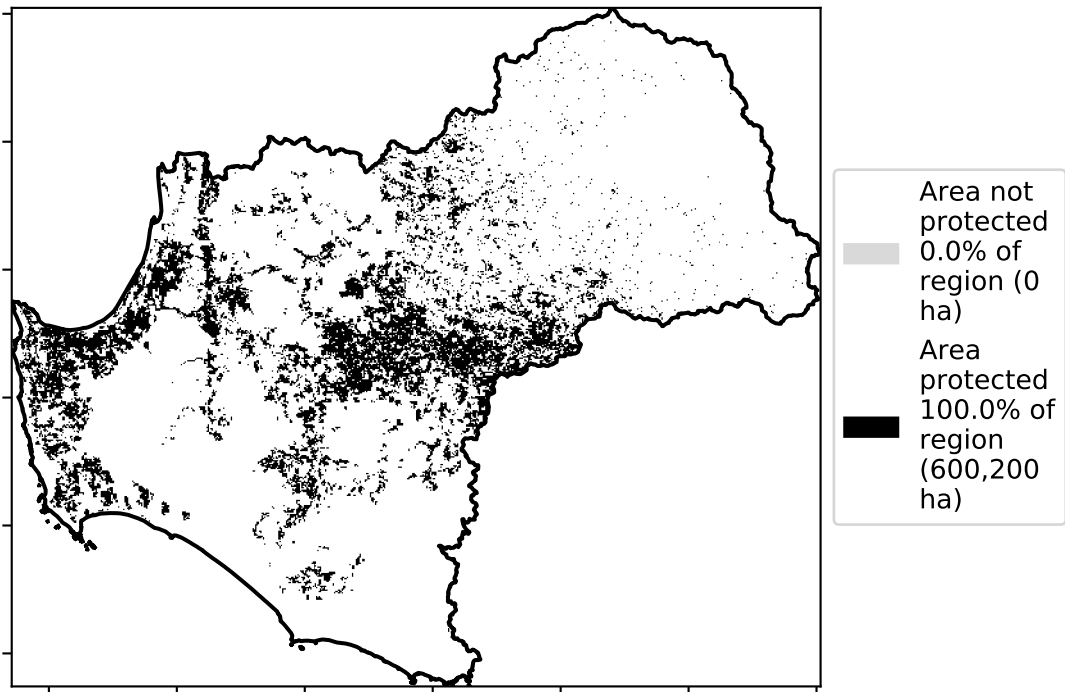 Area not
protected
0.0% of
region (0
ha)
Area
protected
100.0% of
region
(600,200
ha)